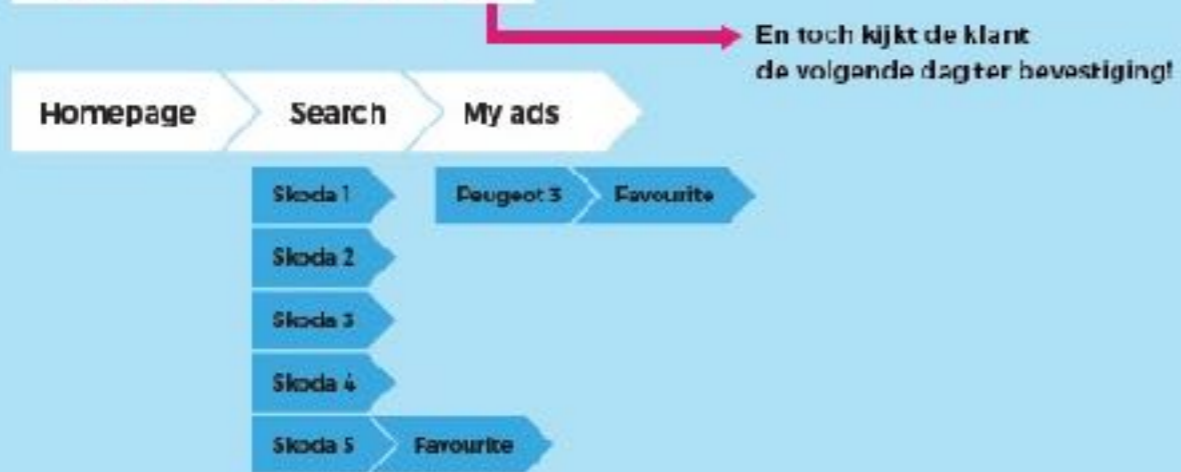 En toch kijkt de klant
de volgende dag ter bevestiging!
Homepage Search My ads
Skoda 1 Peugeot 3 Favourite
Skoda 2
Skoda 3
Skoda 4
Skoda 5 Favourite